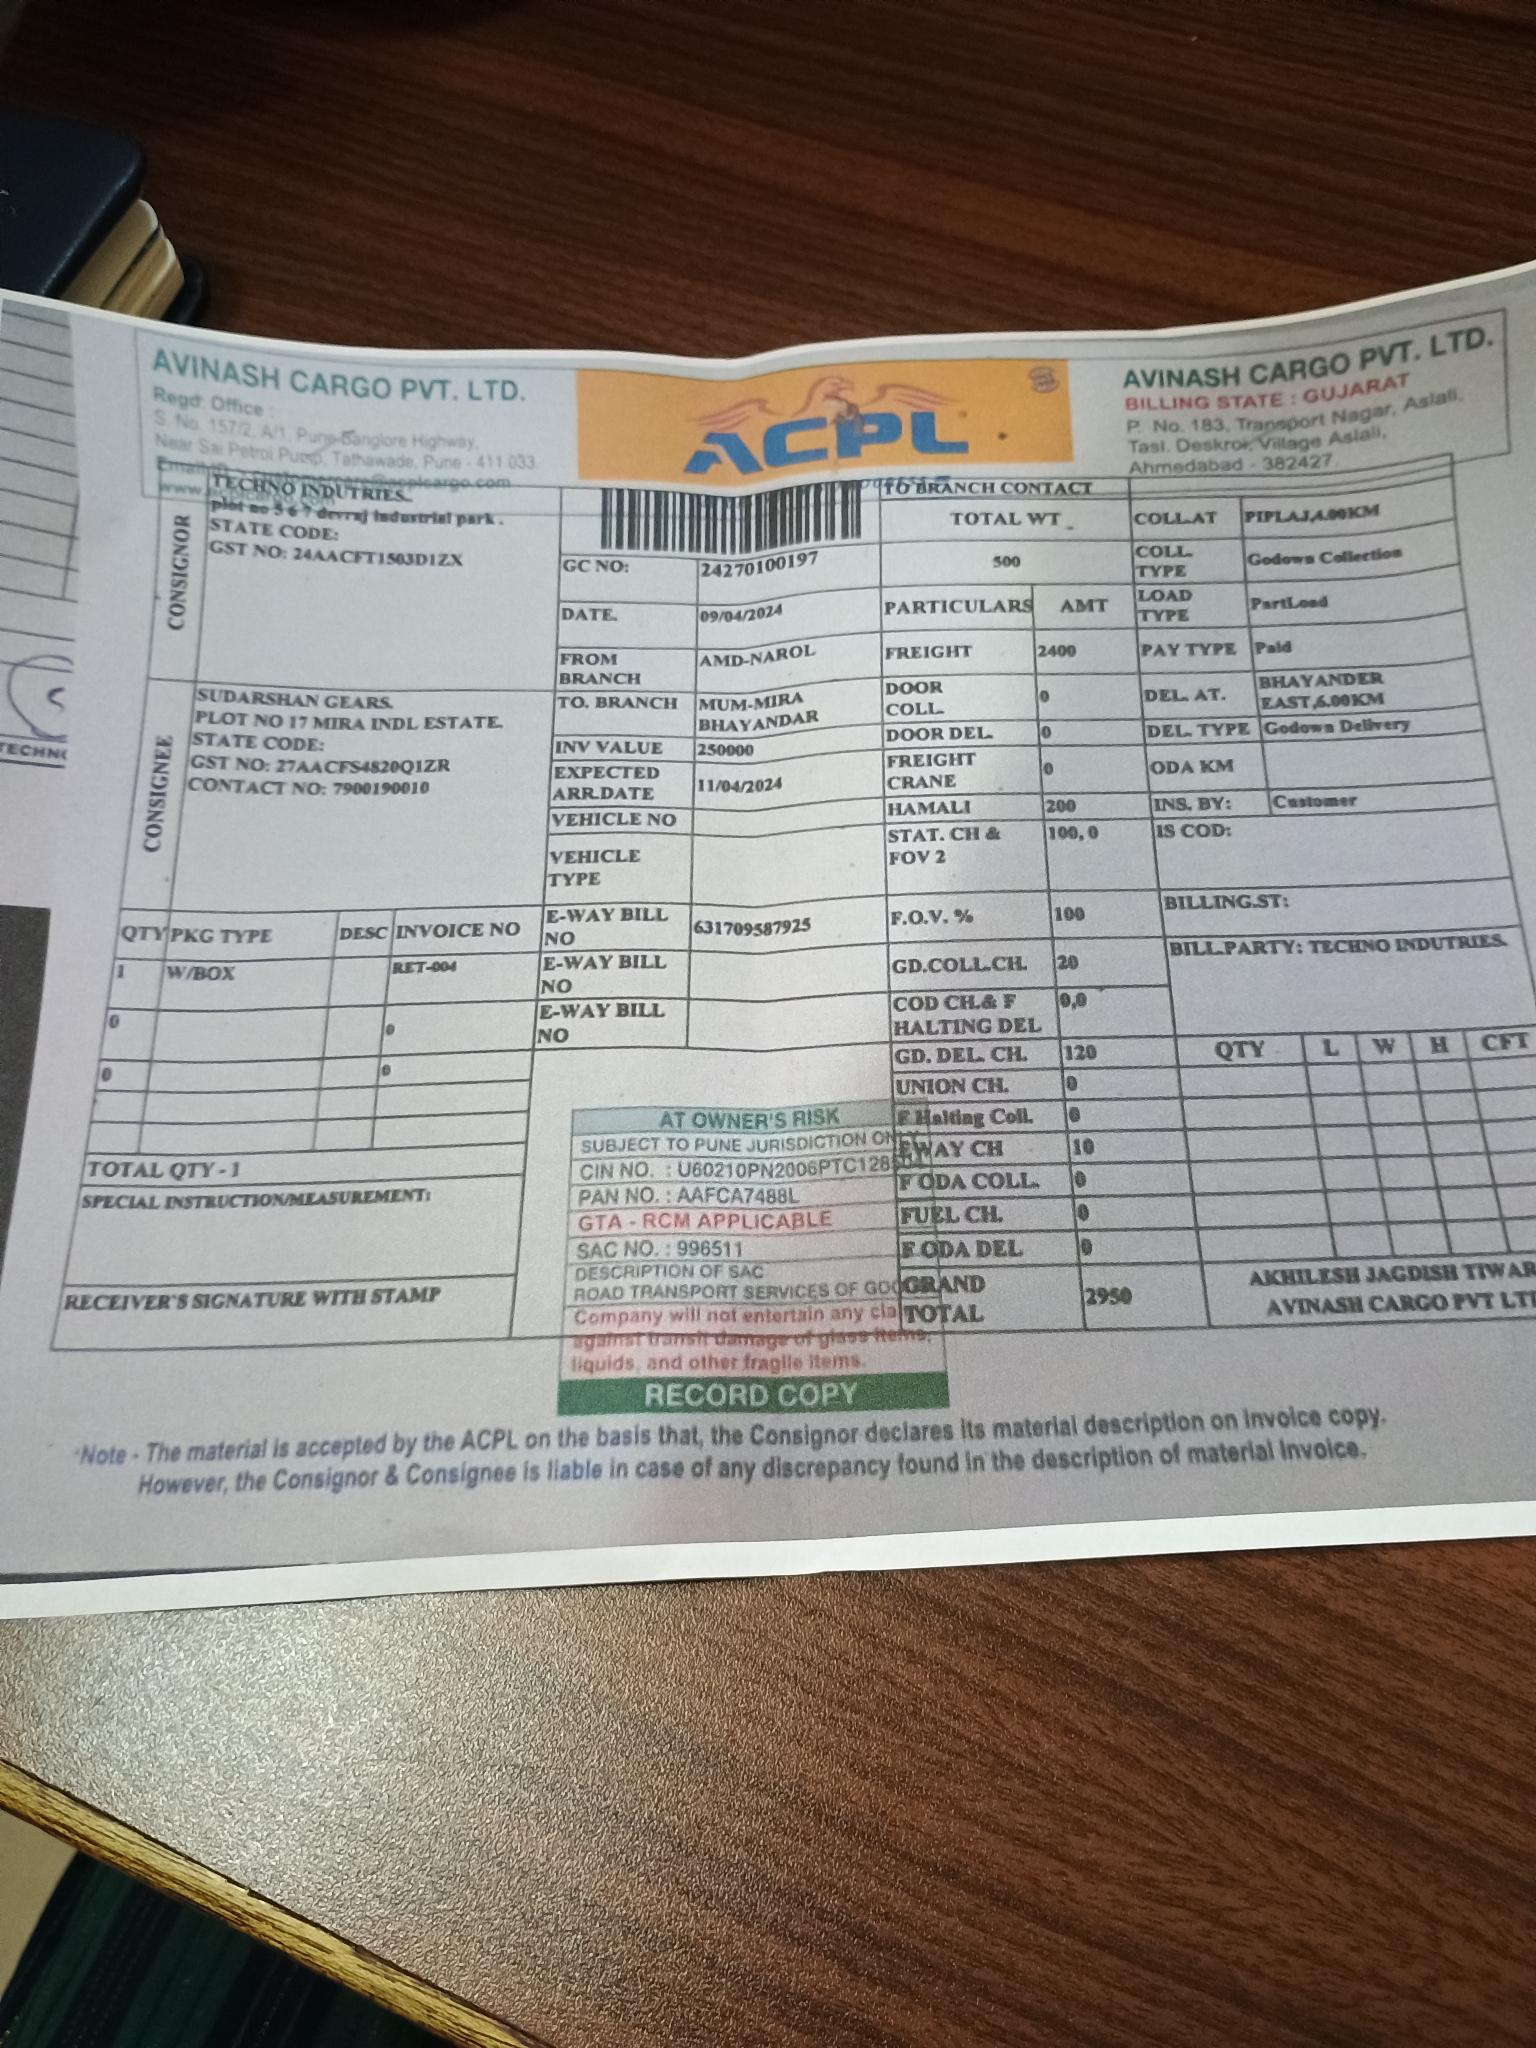 AVINASH CARGO PVT. LTD.
Regd. Office :
S. No. 157/2, A/1, Pune-Banglore Highway,
Near Sai Petrol Pump, Tathawade, Pune - 411 033.
ACPL
AVINASH CARGO PVT. LTD.
BILLING STATE : GUJARAT
P. No. 183, Transport Nagar, Aslali,
Tasl. Deskroi, Village Aslali,
Ahmedabad - 382427
CONSIGNOR
TECHNO INDUTRIES.
plot no 5 6 7 devraj industrial park .
STATE CODE:
GST NO: 24AACFT1503D1ZX
CONSIGNEE
SUDARSHAN GEARS.
PLOT NO 17 MIRA INDL ESTATE.
STATE CODE:
GST NO: 27AACFS4820Q1ZR
CONTACT NO: 7900190010
GC NO: 24270100197
DATE. 09/04/2024
FROM BRANCH AMD-NAROL
TO. BRANCH MUM-MIRA BHAYANDAR
INV VALUE 250000
EXPECTED ARR.DATE 11/04/2024
VEHICLE NO
VEHICLE TYPE
E-WAY BILL NO 631709587925
E-WAY BILL NO
E-WAY BILL NO
QTY PKG TYPE DESC INVOICE NO
1 W/BOX RET-004
0 0
0 0
TOTAL QTY - 1
SPECIAL INSTRUCTION/MEASUREMENT:
RECEIVER'S SIGNATURE WITH STAMP
TO BRANCH CONTACT
TOTAL WT
500
PARTICULARS AMT
FREIGHT 2400
DOOR COLL. 0
DOOR DEL. 0
FREIGHT CRANE 0
HAMALI 200
STAT. CH & FOV 2 100, 0
F.O.V. % 100
GD.COLL.CH. 20
COD CH.& F HALTING DEL 0,0
GD. DEL. CH. 120
UNION CH. 0
F Halting Coll. 0
EWAY CH 10
F ODA COLL. 0
FUEL CH. 0
F ODA DEL 0
GRAND TOTAL 2950
COLL.AT PIPLAJ,4.00KM
COLL. TYPE Godown Collection
LOAD TYPE PartLoad
PAY TYPE Paid
DEL. AT. BHAYANDER EAST,6.00KM
DEL. TYPE Godown Delivery
ODA KM
INS. BY: Customer
IS COD:
BILLING.ST:
BILL.PARTY: TECHNO INDUTRIES.
QTY L W H CFT
AKHILESH JAGDISH TIWAR
AVINASH CARGO PVT LT
AT OWNER'S RISK
SUBJECT TO PUNE JURISDICTION
CIN NO. : U60210PN2006PTC128
PAN NO. : AAFCA7488L
GTA - RCM APPLICABLE
SAC NO. : 996511
DESCRIPTION OF SAC
ROAD TRANSPORT SERVICES OF
Company will not entertain any cla
against transit damage of glass items,
liquids, and other fragile items.
RECORD COPY
*Note - The material is accepted by the ACPL on the basis that, the Consignor declares its material description on Invoice copy.
However, the Consignor & Consignee is liable in case of any discrepancy found in the description of material Invoice.
TECHN